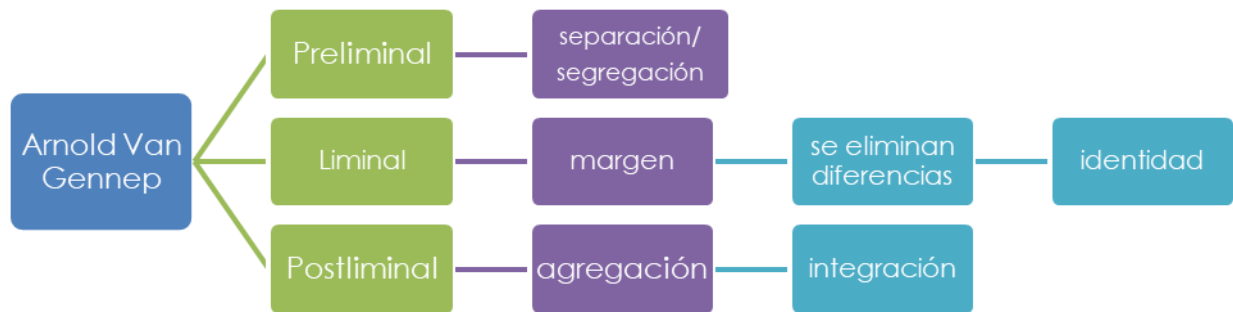 Arnold Van
Gennep
Preliminal
separación/
segregación
Liminal
margen
se eliminan
diferencias
identidad
Postliminal
agregación
integración